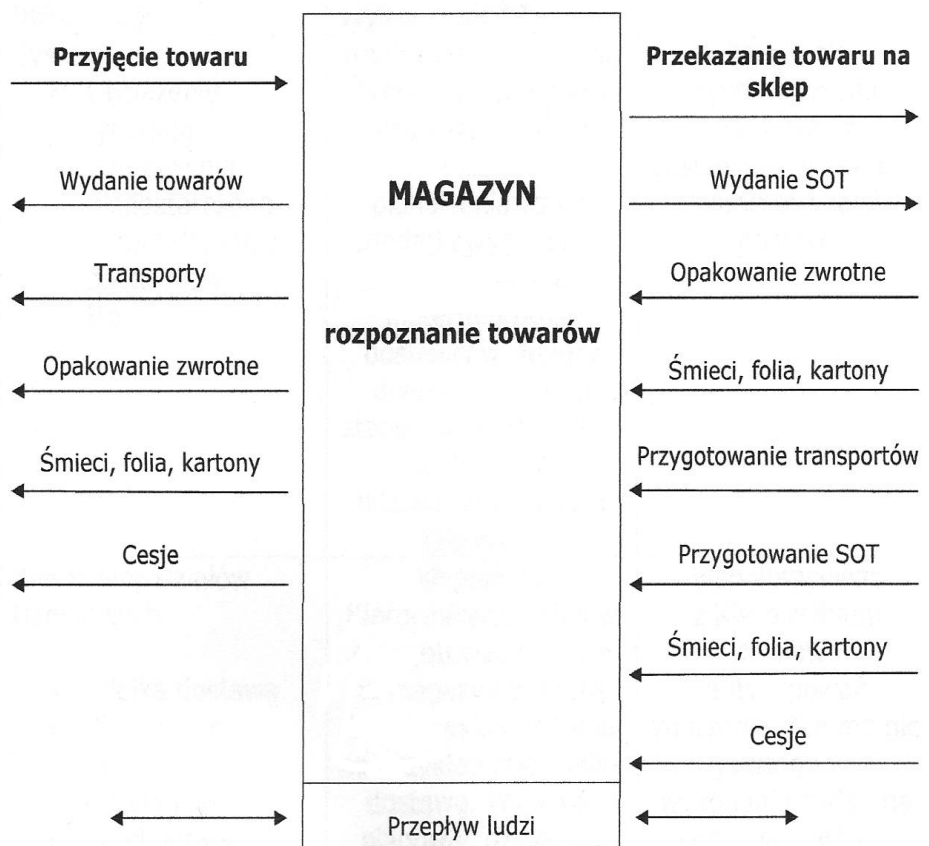 Przyjęcie towaru
Wydanie towarów
Transporty
Opakowanie zwrotne
Śmieci, folia, kartony
Cesje
MAGAZYN
rozpoznanie towarów
Przepływ ludzi
Przekazanie towaru na
sklep
Wydanie SOT
Opakowanie zwrotne
Śmieci, folia, kartony
Przygotowanie transportów
Przygotowanie SOT
Śmieci, folia, kartony
Cesje